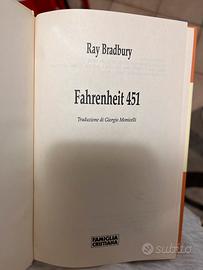 Ray Bradbury
Fahrenheit 451
Traduzione di Giorgio Monicelli
FAMIGLIA
CRISTIANA
subito